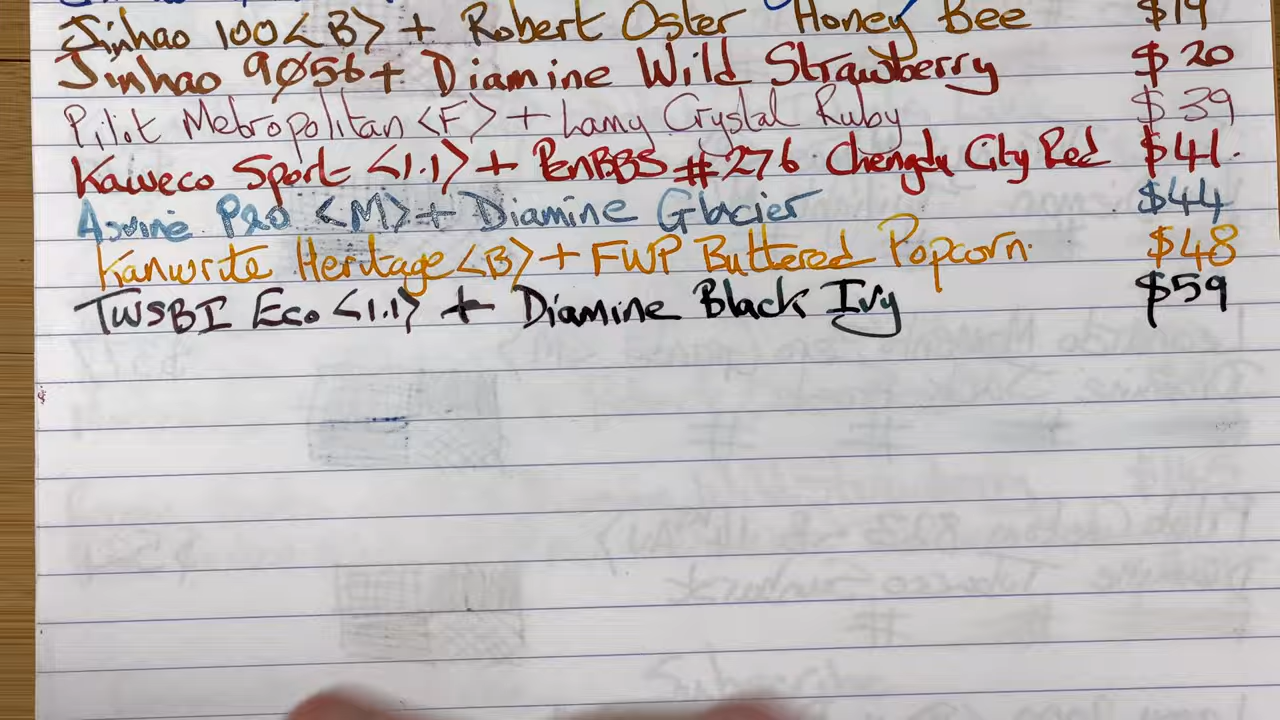 Jinhao 100 <B> + Robert Oster Honey Bee $19
Jinhao 9056 + Diamine Wild Strawberry $20
Pilot Metropolitan <F> + Lamy Crystal Ruby $39
Kaweco Sport <1.1> + PenBBS #276 Chengdu City Red $41
Asvine P20 <M> + Diamine Glacier $44
Kanwrite Heritage <B> + FWP Buttered Popcorn $48
TWSBI Eco <1.1> + Diamine Black Ivy $59